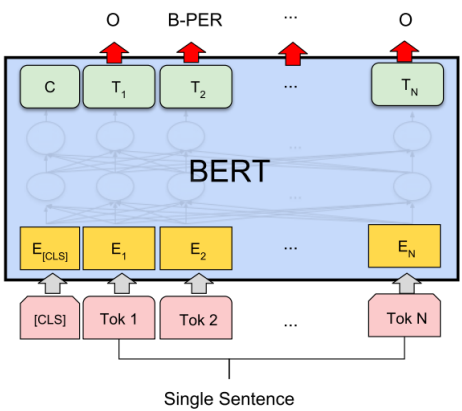 O B-PER ... O
C T1 T2 ... TN
...
BERT
...
E[CLS] E1 E2 ... EN
[CLS] Tok 1 Tok 2 ... Tok N
Single Sentence